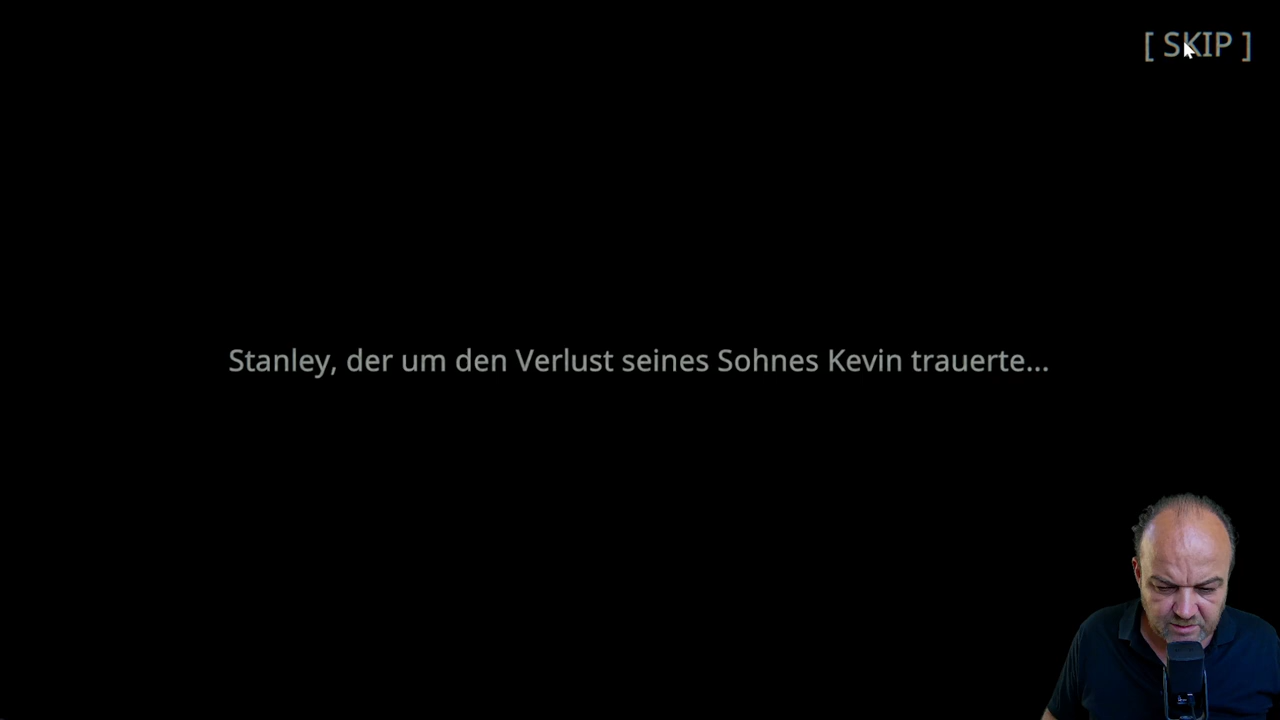 [ SKIP ]
Stanley, der um den Verlust seines Sohnes Kevin trauerte...